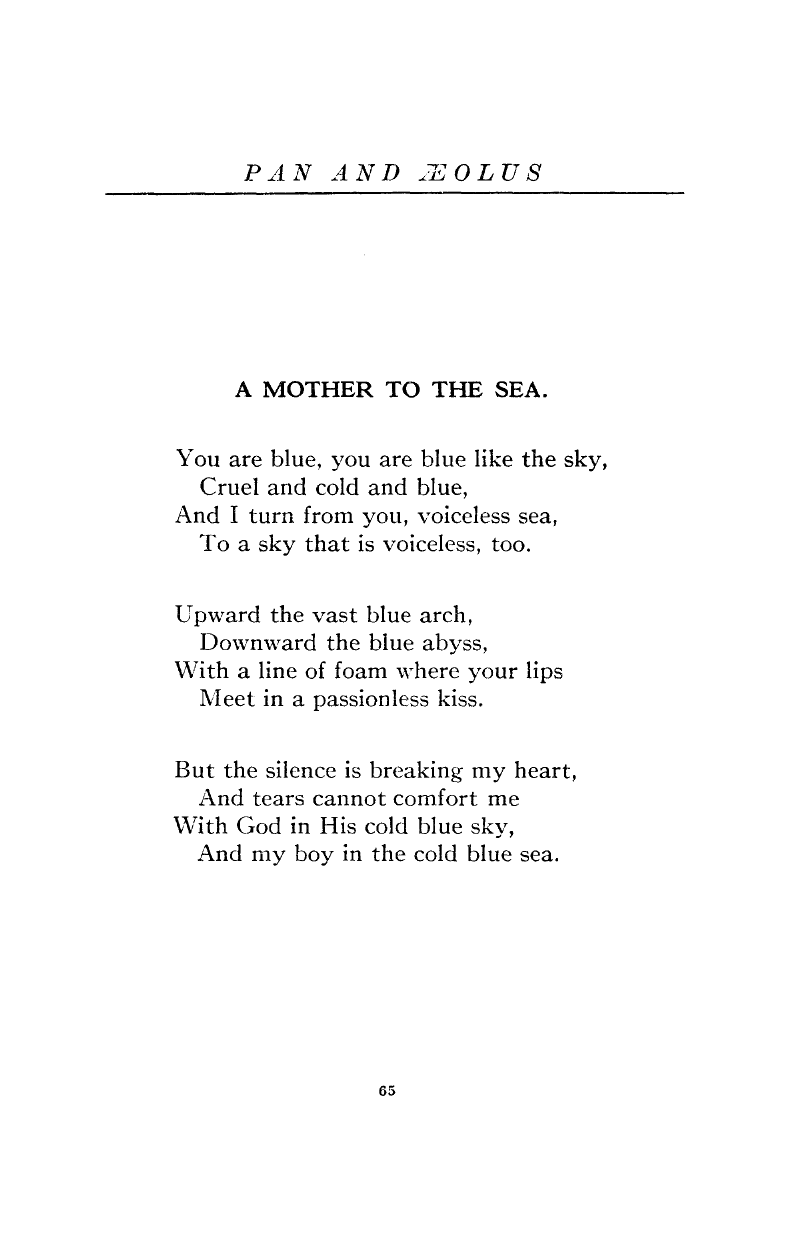 PAN AND ÆOLUS
A MOTHER TO THE SEA.
You are blue, you are blue like the sky,
Cruel and cold and blue,
And I turn from you, voiceless sea,
To a sky that is voiceless, too.
Upward the vast blue arch,
Downward the blue abyss,
With a line of foam where your lips
Meet in a passionless kiss.
But the silence is breaking my heart,
And tears cannot comfort me
With God in His cold blue sky,
And my boy in the cold blue sea.
65